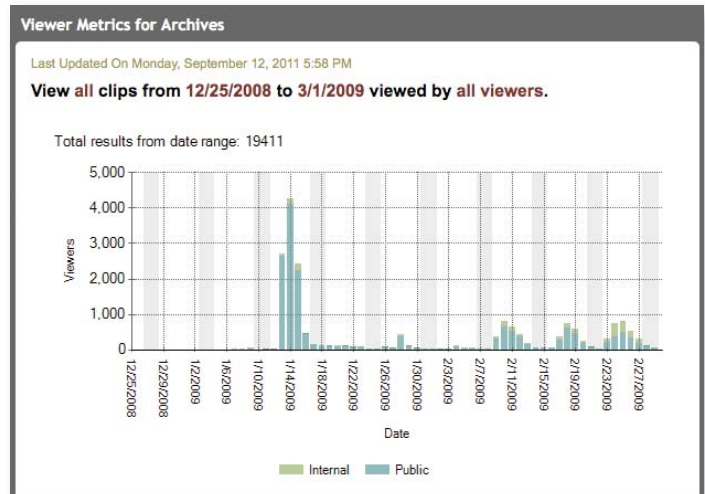 Viewer Metrics for Archives
Last Updated On Monday, September 12, 2011 5:58 PM
View all clips from 12/25/2008 to 3/1/2009 viewed by all viewers.
Total results from date range: 19411
5,000
4,000
3,000
2,000
1,000
0
Viewers
12/25/2008
12/29/2008
1/2/2009
1/6/2009
1/10/2009
1/14/2009
1/18/2009
1/22/2009
1/26/2009
1/30/2009
2/3/2009
2/7/2009
2/11/2009
2/15/2009
2/19/2009
2/23/2009
2/27/2009
Date
Internal
Public